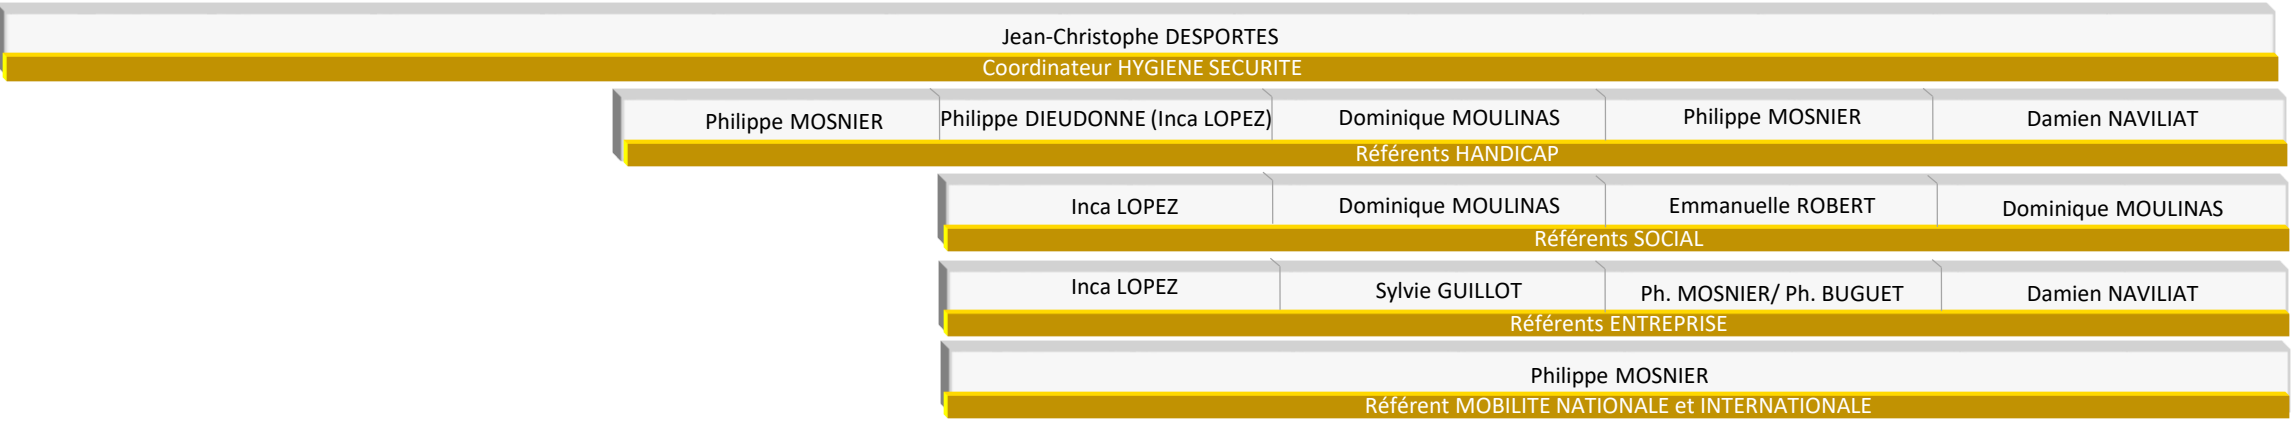 Jean-Christophe DESPORTES
Coordinateur HYGIENE SECURITE
Philippe MOSNIER Philippe DIEUDONNE (Inca LOPEZ) Dominique MOULINAS Philippe MOSNIER Damien NAVILIAT
Référents HANDICAP
Inca LOPEZ Dominique MOULINAS Emmanuelle ROBERT Dominique MOULINAS
Référents SOCIAL
Inca LOPEZ Sylvie GUILLOT Ph. MOSNIER/ Ph. BUGUET Damien NAVILIAT
Référents ENTREPRISE
Philippe MOSNIER
Référent MOBILITE NATIONALE et INTERNATIONALE